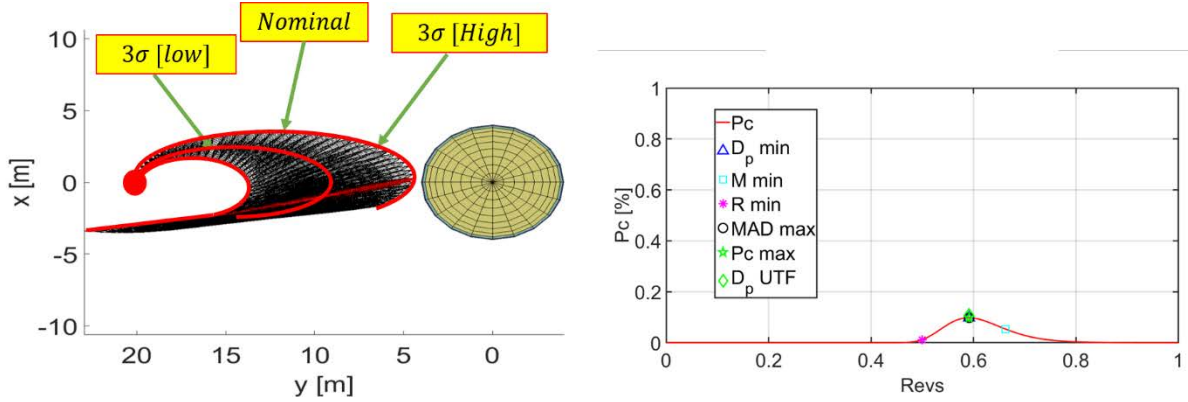 3σ [low]
Nominal
3σ [High]
x [m]
10
5
0
-5
-10
20
15
10
5
0
y [m]
Pc [%]
1
0.8
0.6
0.4
0.2
0
Pc
D_p min
M min
R min
MAD max
Pc max
D_p UTF
0
0.2
0.4
0.6
0.8
1
Revs